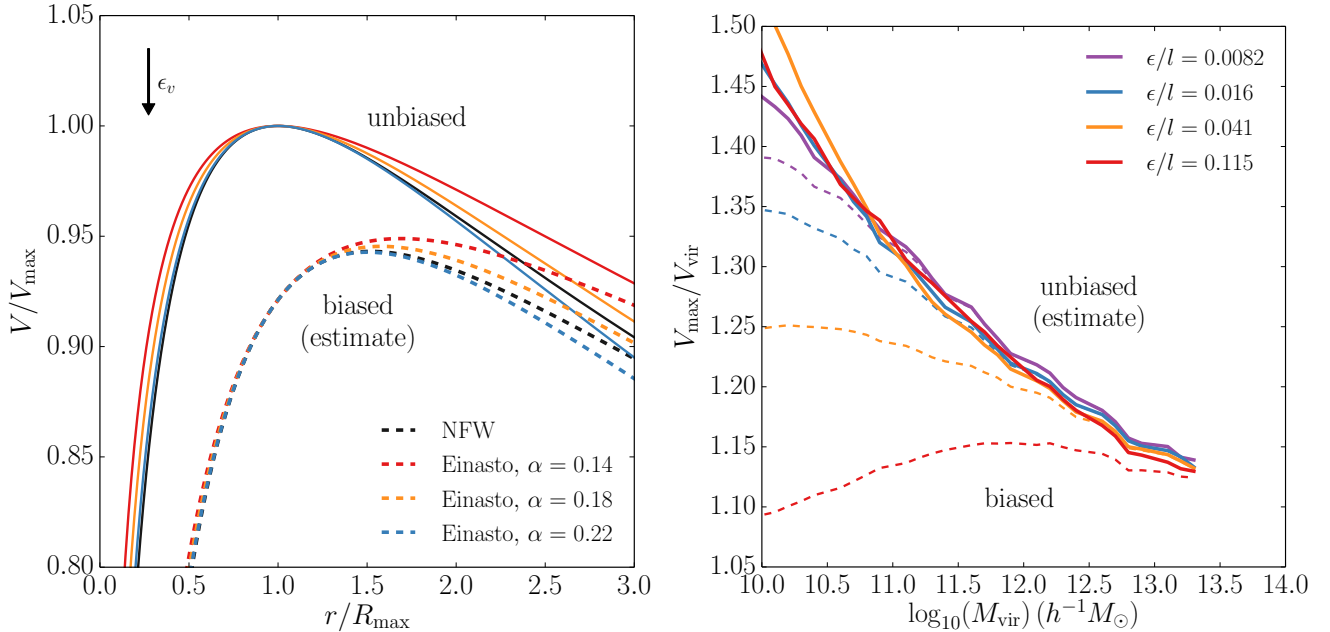 1.05
1.00
0.95
0.90
0.85
0.80
V/V_max
ϵ_v
unbiased
biased
(estimate)
NFW
Einasto, α = 0.14
Einasto, α = 0.18
Einasto, α = 0.22
0.0 0.5 1.0 1.5 2.0 2.5 3.0
r/R_max
1.50
1.45
1.40
1.35
1.30
1.25
1.20
1.15
1.10
1.05
V_max/V_vir
ϵ/l = 0.0082
ϵ/l = 0.016
ϵ/l = 0.041
ϵ/l = 0.115
unbiased
(estimate)
biased
10.0 10.5 11.0 11.5 12.0 12.5 13.0 13.5 14.0
log₁₀(M_vir) (h⁻¹M_⊙)